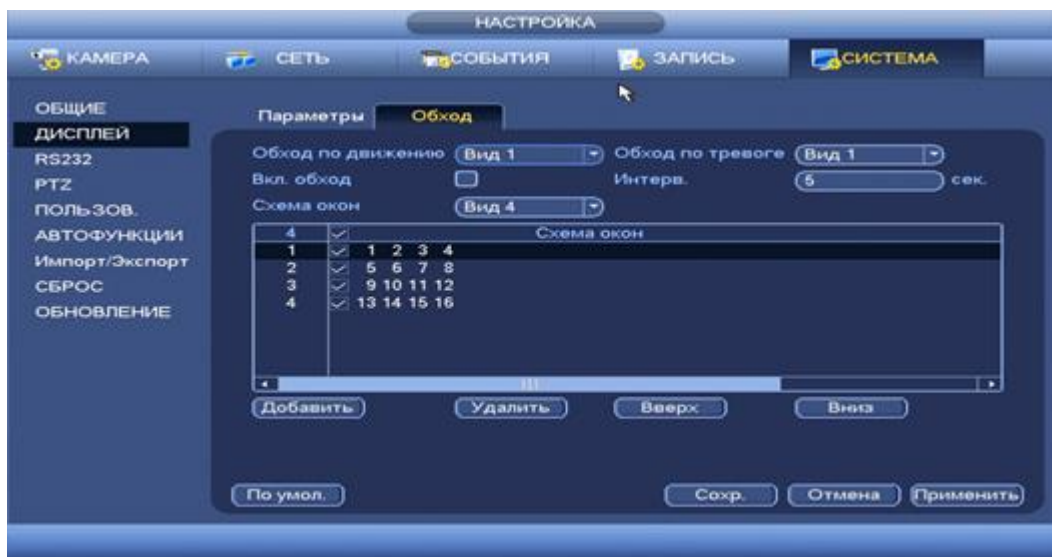 НАСТРОЙКА
КАМЕРА СЕТЬ СОБЫТИЯ ЗАПИСЬ СИСТЕМА
ОБЩИЕ
ДИСПЛЕЙ
RS232
PTZ
ПОЛЬЗОВ.
АВТОФУНКЦИИ
Импорт/Экспорт
СБРОС
ОБНОВЛЕНИЕ
Параметры Обход
Обход по движению Вид 1 Обход по тревоге Вид 1
Вкл. обход Интерв. 5 сек.
Схема окон Вид 4
4 Схема окон
1 1 2 3 4
2 5 6 7 8
3 9 10 11 12
4 13 14 15 16
Добавить Удалить Вверх Вниз
По умол. Сохр. Отмена Применить